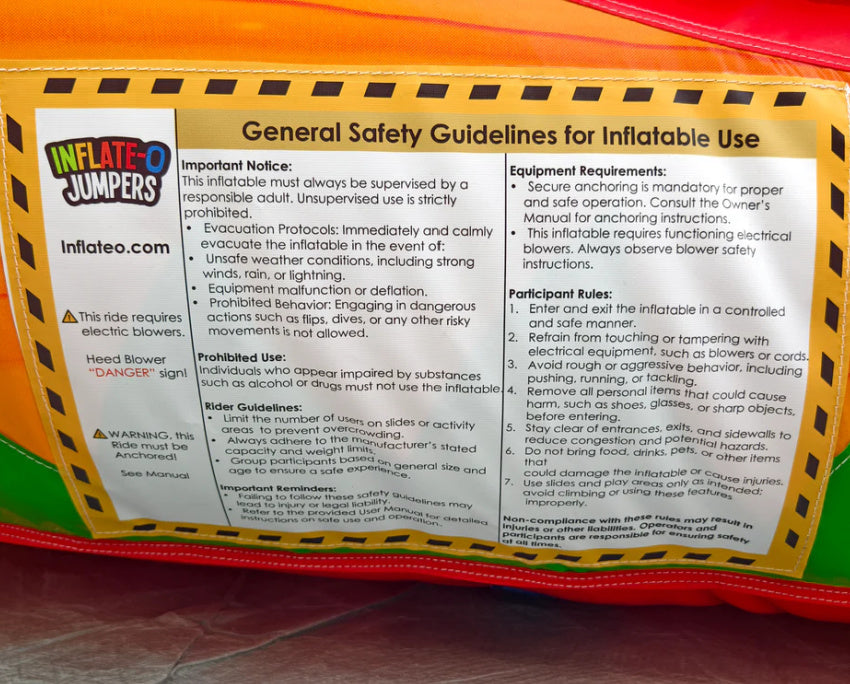 General Safety Guidelines for Inflatable Use
INFLATE-O
JUMPERS
Inflateo.com
This ride requires
electric blowers.
Heed Blower
"DANGER" sign!
WARNING, this
Ride must be
Anchored!
See Manual
Important Notice:
This inflatable must always be supervised by a
responsible adult. Unsupervised use is strictly
prohibited.
• Evacuation Protocols: Immediately and calmly
evacuate the inflatable in the event of:
• Unsafe weather conditions, including strong
winds, rain, or lightning.
• Equipment malfunction or deflation.
• Prohibited Behavior: Engaging in dangerous
actions such as flips, dives, or any other risky
movements is not allowed.
Prohibited Use:
Individuals who appear impaired by substances
such as alcohol or drugs must not use the inflatable.
Rider Guidelines:
• Limit the number of users on slides or activity
areas to prevent overcrowding.
• Always adhere to the manufacturer's stated
capacity and weight limits.
• Group participants based on general size and
age to ensure a safe experience.
Important Reminders:
• Failing to follow these safety guidelines may
lead to injury or legal liability.
• Refer to the provided User Manual for detailed
instructions on safe use and operation.
Equipment Requirements:
• Secure anchoring is mandatory for proper
and safe operation. Consult the Owner's
Manual for anchoring instructions.
• This inflatable requires functioning electrical
blowers. Always observe blower safety
instructions.
Participant Rules:
1. Enter and exit the inflatable in a controlled
and safe manner.
2. Refrain from touching or tampering with
electrical equipment, such as blowers or cords.
3. Avoid rough or aggressive behavior, including
pushing, running, or tackling.
4. Remove all personal items that could cause
harm, such as shoes, glasses, or sharp objects,
before entering.
5. Stay clear of entrances, exits, and sidewalls to
reduce congestion and potential hazards.
6. Do not bring food, drinks, pets, or other items
that
could damage the inflatable or cause injuries.
7. Use slides and play areas only as intended;
avoid climbing or using these features
improperly.
Non-compliance with these rules may result in
injuries or other liabilities. Operators and
participants are responsible for ensuring safety
at all times.